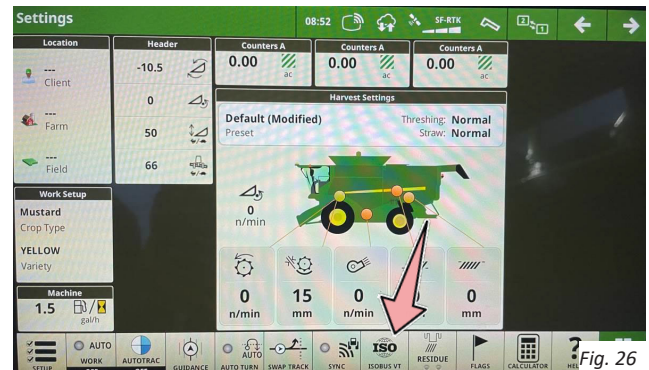 Settings
08:52
SF-RTK
2
1
Location
---
Client
---
Farm
---
Field
Work Setup
Mustard
Crop Type
YELLOW
Variety
Machine
1.5
gal/h
Header
-10.5
0
50
66
Counters A
0.00
ac
Counters A
0.00
ac
Counters A
0.00
ac
Harvest Settings
Default (Modified)
Preset
Threshing: Normal
Straw: Normal
0
n/min
0
n/min
15
mm
0
n/min
0
mm
SETUP
AUTO
WORK
AUTOTRAC
GUIDANCE
AUTO
AUTO TURN
SWAP TRACK
SYNC
ISO
ISOBUS VT
RESIDUE
FLAGS
CALCULATOR
?
Fig. 26